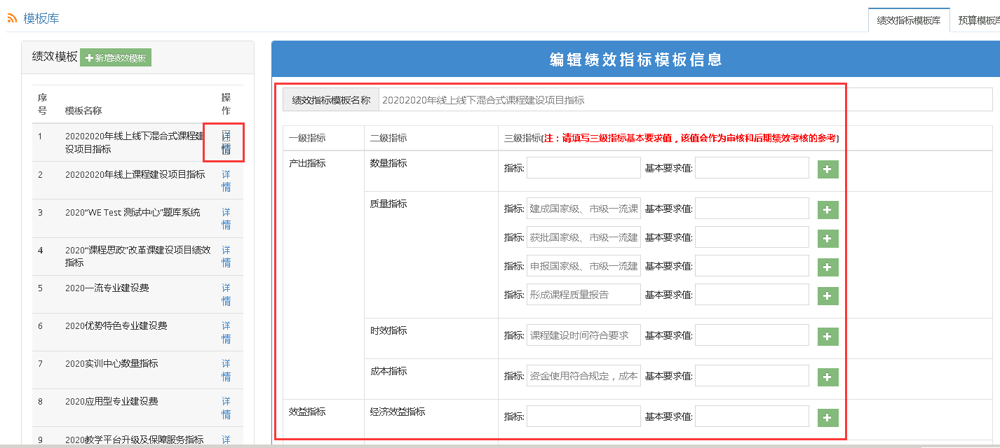 模板库
绩效指标模板库
预算模板库
绩效模板
新增绩效模板
序
号
模板名称
操
作
1
20202020年线上线下混合式课程建
设项目指标
详
情
2
20202020年线上课程建设项目指标
详
情
3
2020“WE Test 测试中心”题库系统
详
情
4
2020“课程思政”改革课建设项目绩效
指标
详
情
5
2020一流专业建设费
详
情
6
2020优势特色专业建设费
详
情
7
2020实训中心数量指标
详
情
8
2020应用型专业建设费
详
情
9
2020教学平台升级及保障服务指标
详
编辑绩效指标模板信息
绩效指标模板名称
20202020年线上线下混合式课程建设项目指标
一级指标
二级指标
三级指标(注：请填写三级指标基本要求值，该值会作为审核和后期绩效考核的参考)
产出指标
数量指标
指标:
基本要求值:
质量指标
指标: 建成国家级、市级一流课
基本要求值:
指标: 获批国家级、市级一流建
基本要求值:
指标: 申报国家级、市级一流建
基本要求值:
指标: 形成课程质量报告
基本要求值:
时效指标
指标: 课程建设时间符合要求
基本要求值:
成本指标
指标: 资金使用符合规定，成本
基本要求值:
效益指标
经济效益指标
指标:
基本要求值: